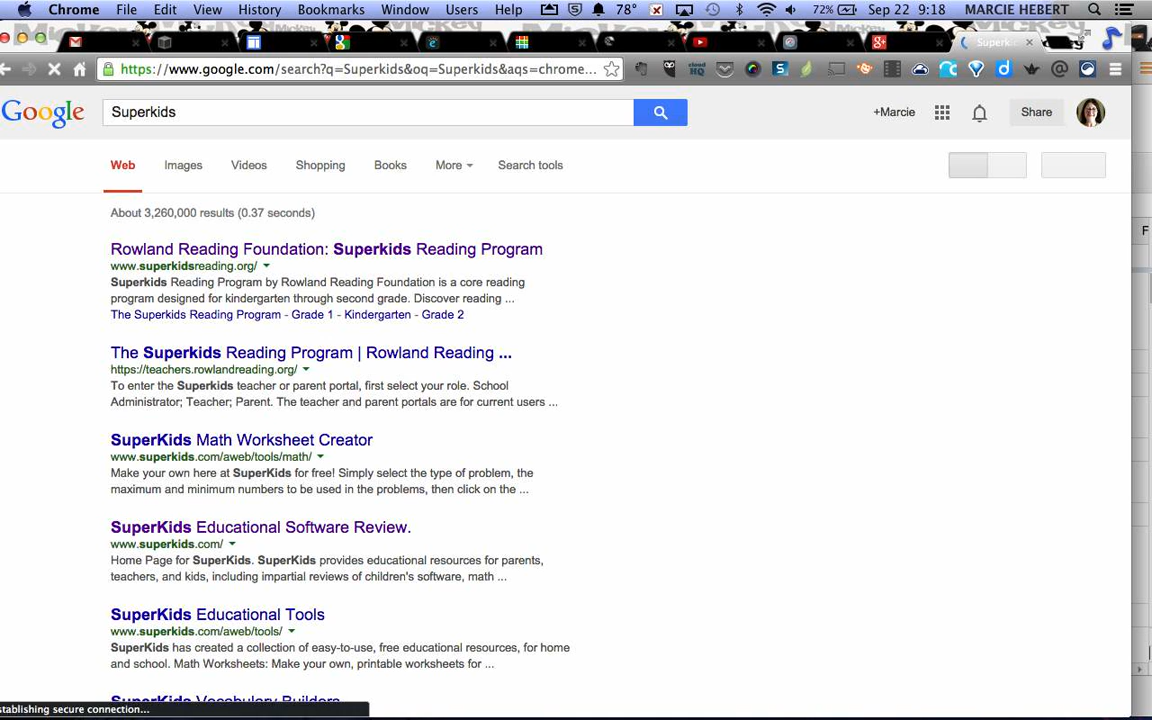 Chrome File Edit View History Bookmarks Window Users Help 78° 72% Sep 22 9:18 MARCIE HEBERT
https://www.google.com/search?q=Superkids&oq=Superkids&aqs=chrome...
Google Superkids +Marcie Share
Web Images Videos Shopping Books More Search tools
About 3,260,000 results (0.37 seconds)
Rowland Reading Foundation: Superkids Reading Program
www.superkidsreading.org/
Superkids Reading Program by Rowland Reading Foundation is a core reading
program designed for kindergarten through second grade. Discover reading ...
The Superkids Reading Program - Grade 1 - Kindergarten - Grade 2
The Superkids Reading Program | Rowland Reading ...
https://teachers.rowlandreading.org/
To enter the Superkids teacher or parent portal, first select your role. School
Administrator; Teacher; Parent. The teacher and parent portals are for current users ...
SuperKids Math Worksheet Creator
www.superkids.com/aweb/tools/math/
Make your own here at SuperKids for free! Simply select the type of problem, the
maximum and minimum numbers to be used in the problems, then click on the ...
SuperKids Educational Software Review.
www.superkids.com/
Home Page for SuperKids. SuperKids provides educational resources for parents,
teachers, and kids, including impartial reviews of children's software, math ...
SuperKids Educational Tools
www.superkids.com/aweb/tools/
SuperKids has created a collection of easy-to-use, free educational resources, for home
and school. Math Worksheets: Make your own, printable worksheets for ...
SuperKids Vocabulary Builders
stablishing secure connection...